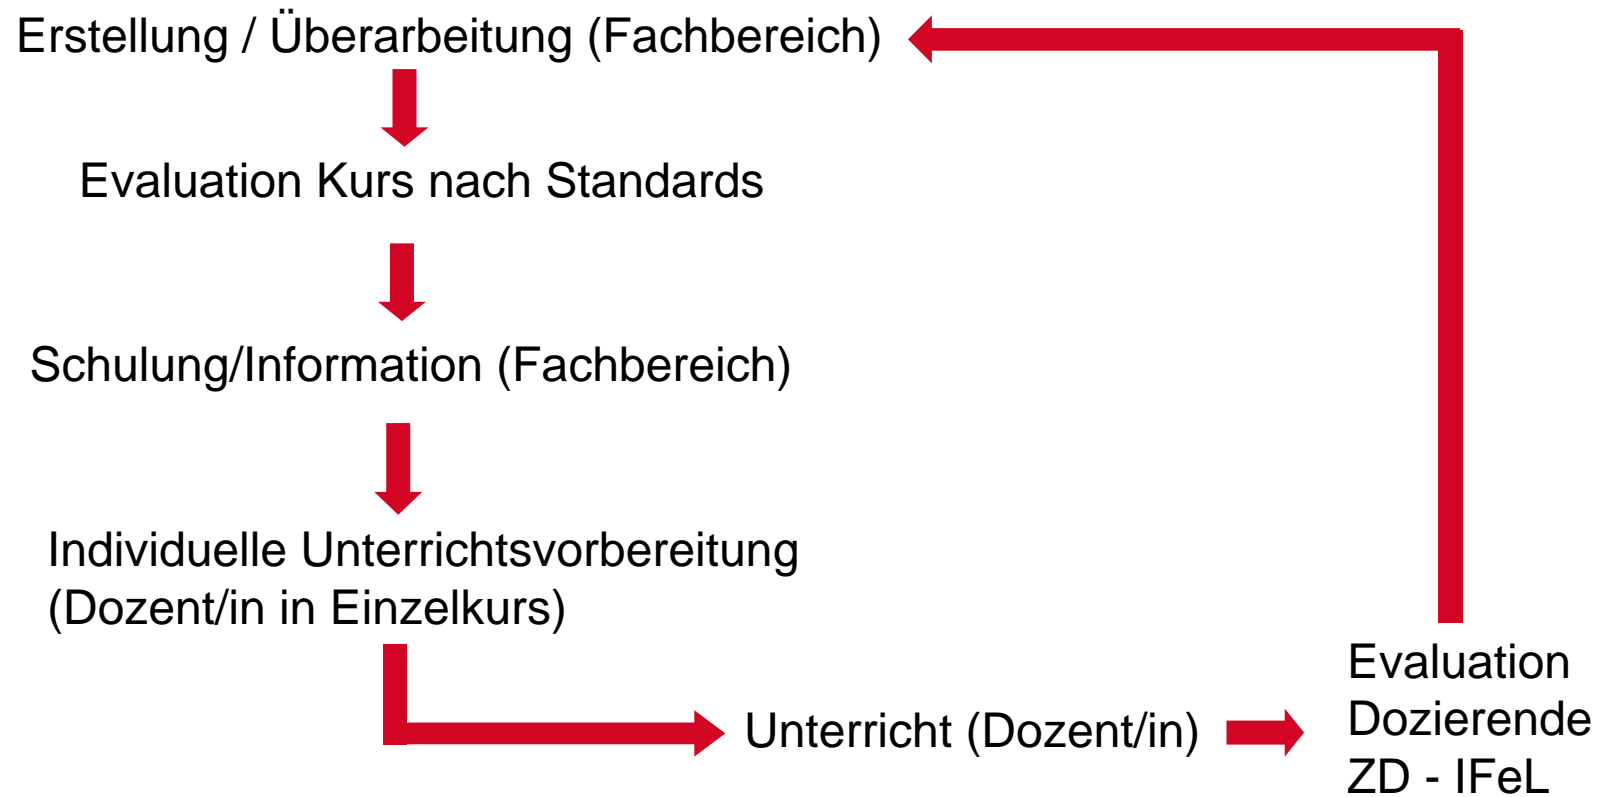 Erstellung / Überarbeitung (Fachbereich)
Evaluation Kurs nach Standards
Schulung/Information (Fachbereich)
Individuelle Unterrichtsvorbereitung
(Dozent/in in Einzelkurs)
Unterricht (Dozent/in)
Evaluation
Dozierende
ZD - IFeL